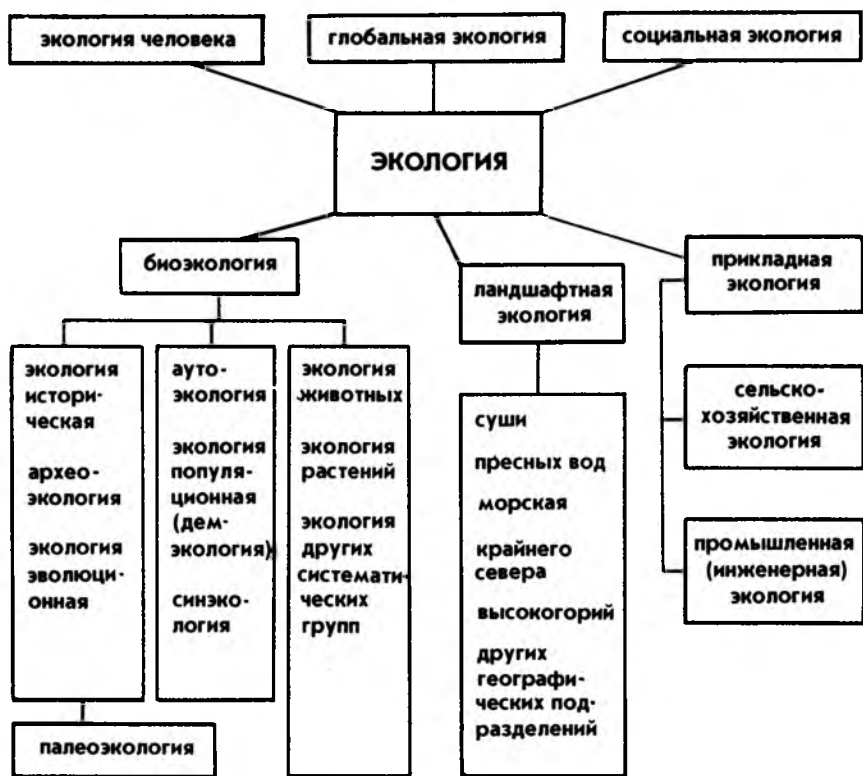 экология человека
глобальная экология
социальная экология
ЭКОЛОГИЯ
биоэкология
ландшафтная
экология
прикладная
экология
экология
истори-
ческая
архео-
экология
экология
эволюци-
онная
ауто-
экология
экология
популя-
ционная
(дем-
экология)
синэко-
логия
экология
животных
экология
растений
экология
других
системати-
ческих
групп
суши
пресных вод
морская
крайнего
севера
высокогорий
других
географи-
ческих под-
разделений
сельско-
хозяйственная
экология
промышленная
(инженерная)
экология
палеоэкология